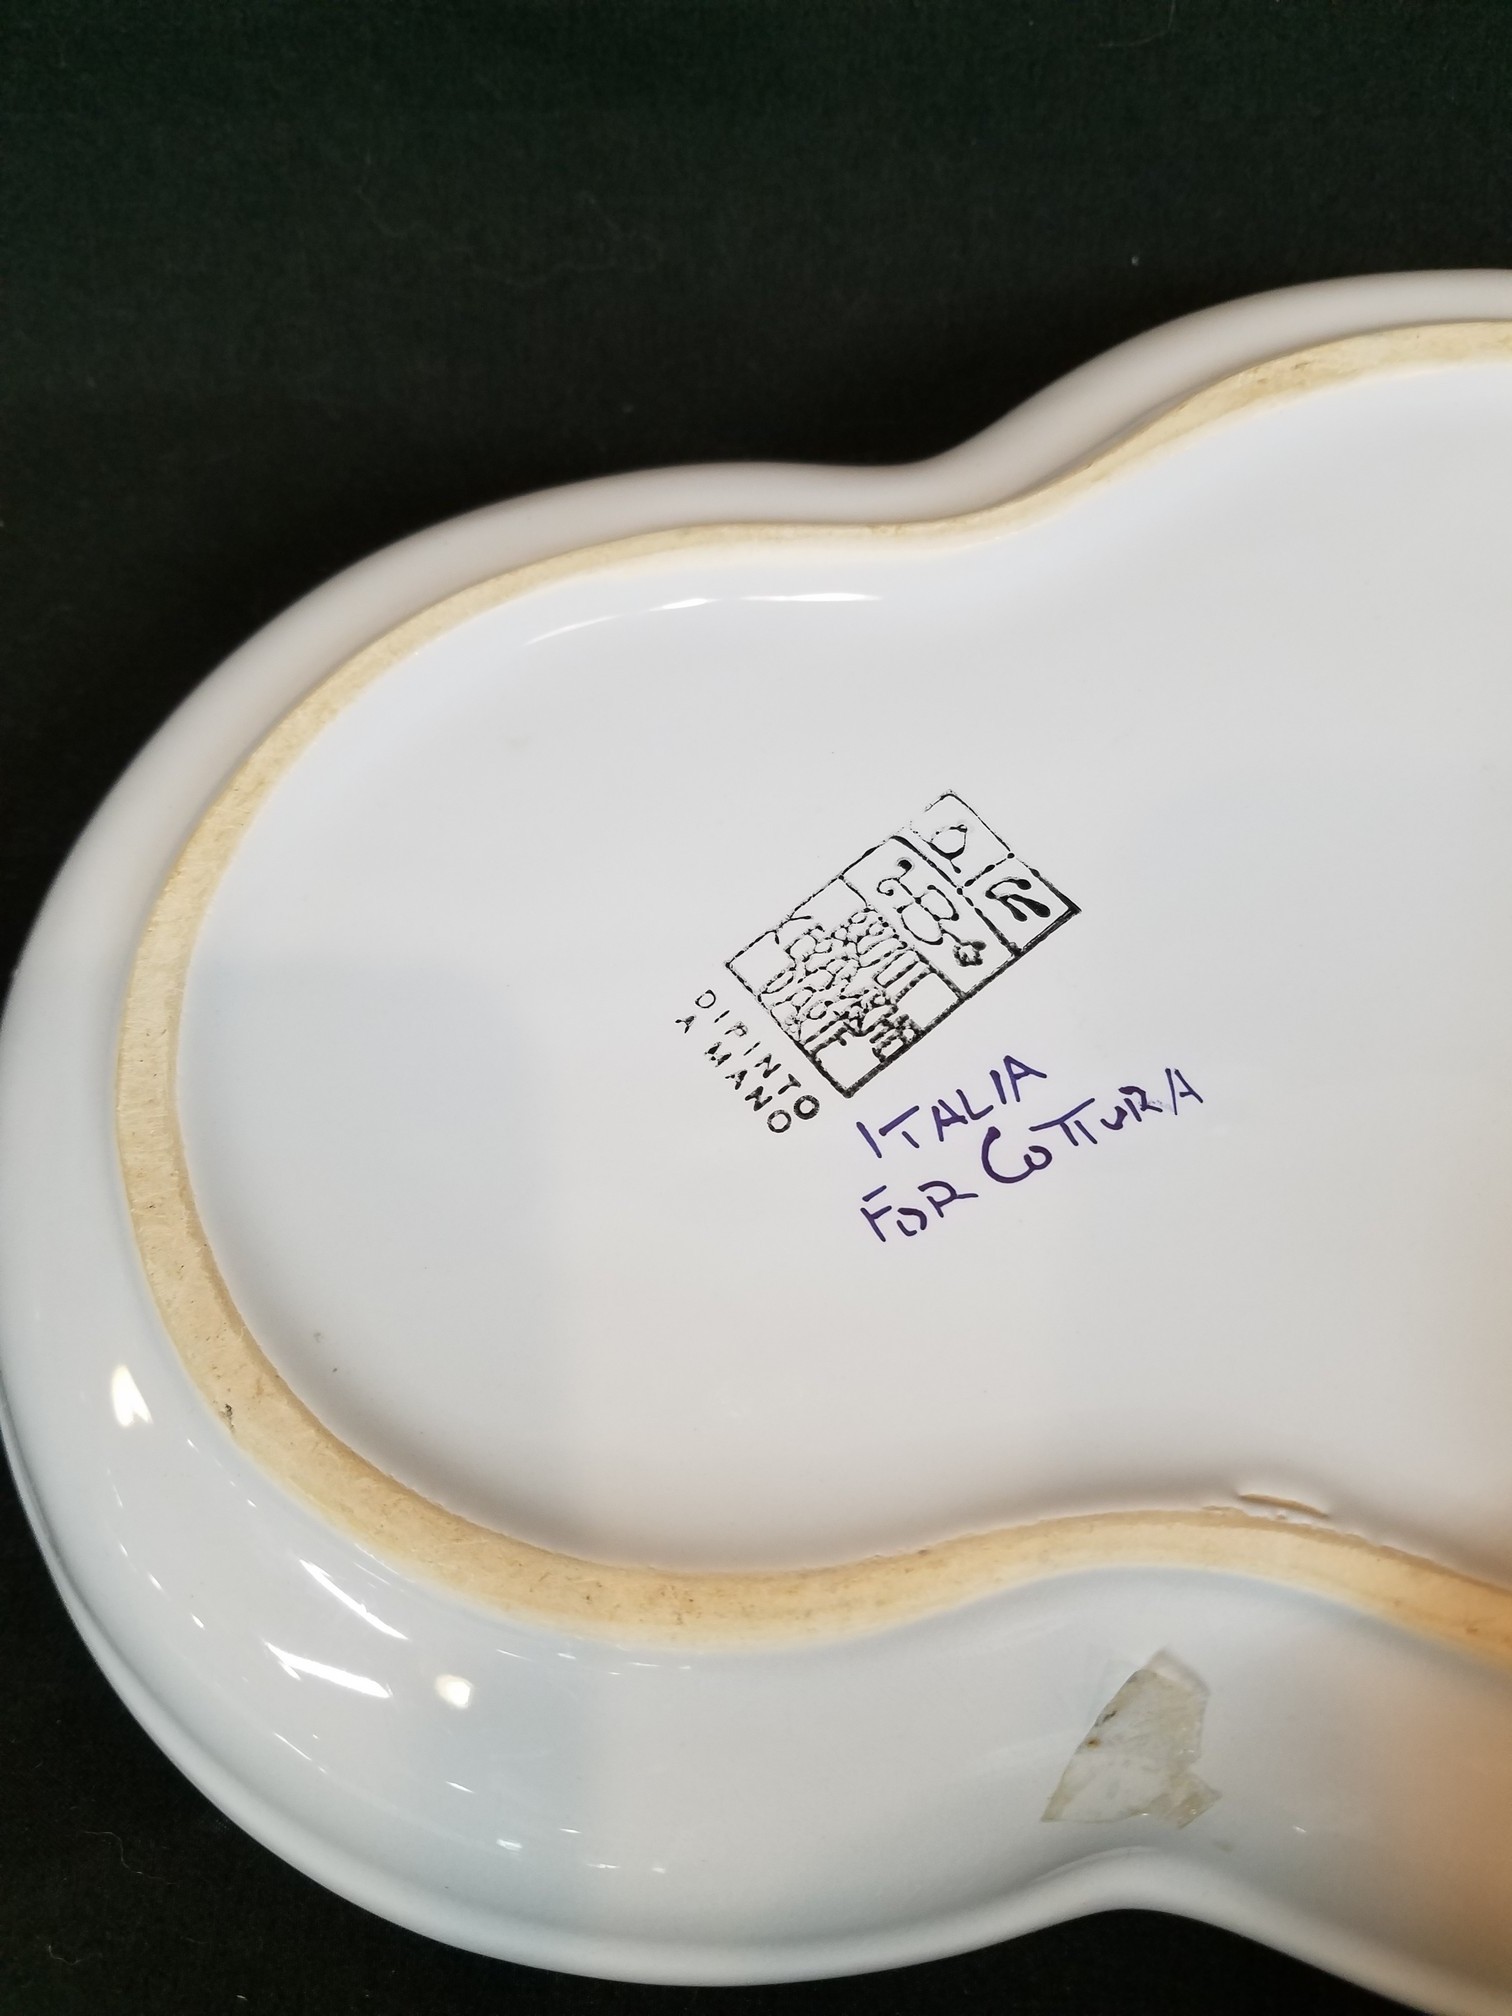 DIPINTO
A MANO
ITALIA
FOR COTTURA